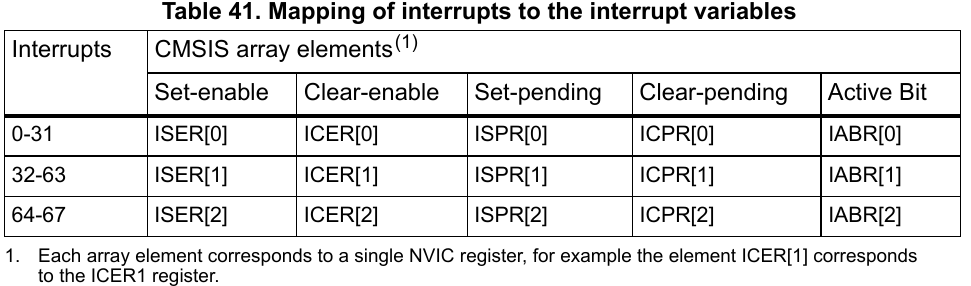 Table 41. Mapping of interrupts to the interrupt variables
Interrupts CMSIS array elements(1)
Set-enable Clear-enable Set-pending Clear-pending Active Bit
0-31 ISER[0] ICER[0] ISPR[0] ICPR[0] IABR[0]
32-63 ISER[1] ICER[1] ISPR[1] ICPR[1] IABR[1]
64-67 ISER[2] ICER[2] ISPR[2] ICPR[2] IABR[2]
1. Each array element corresponds to a single NVIC register, for example the element ICER[1] corresponds
to the ICER1 register.